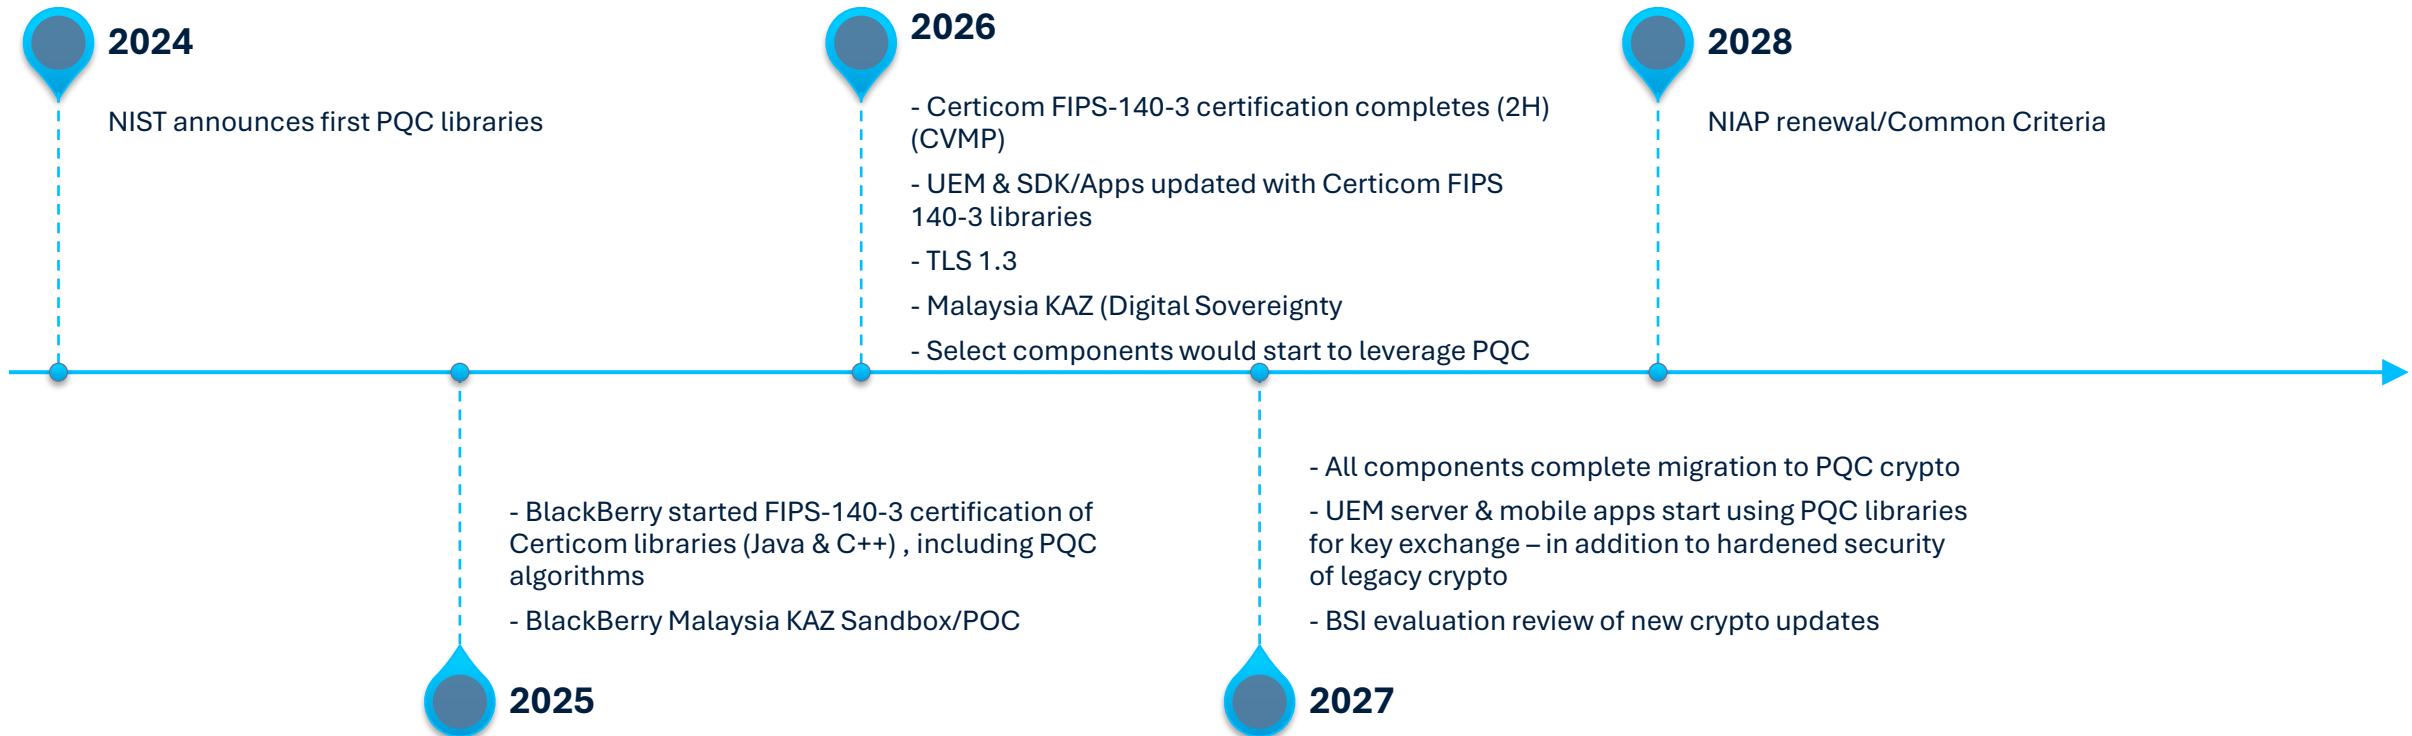 2024
NIST announces first PQC libraries
2025
- BlackBerry started FIPS-140-3 certification of
Certicom libraries (Java & C++) , including PQC
algorithms
- BlackBerry Malaysia KAZ Sandbox/POC
2026
- Certicom FIPS-140-3 certification completes (2H)
(CVMP)
- UEM & SDK/Apps updated with Certicom FIPS
140-3 libraries
- TLS 1.3
- Malaysia KAZ (Digital Sovereignty
- Select components would start to leverage PQC
2027
- All components complete migration to PQC crypto
- UEM server & mobile apps start using PQC libraries
for key exchange – in addition to hardened security
of legacy crypto
- BSI evaluation review of new crypto updates
2028
NIAP renewal/Common Criteria